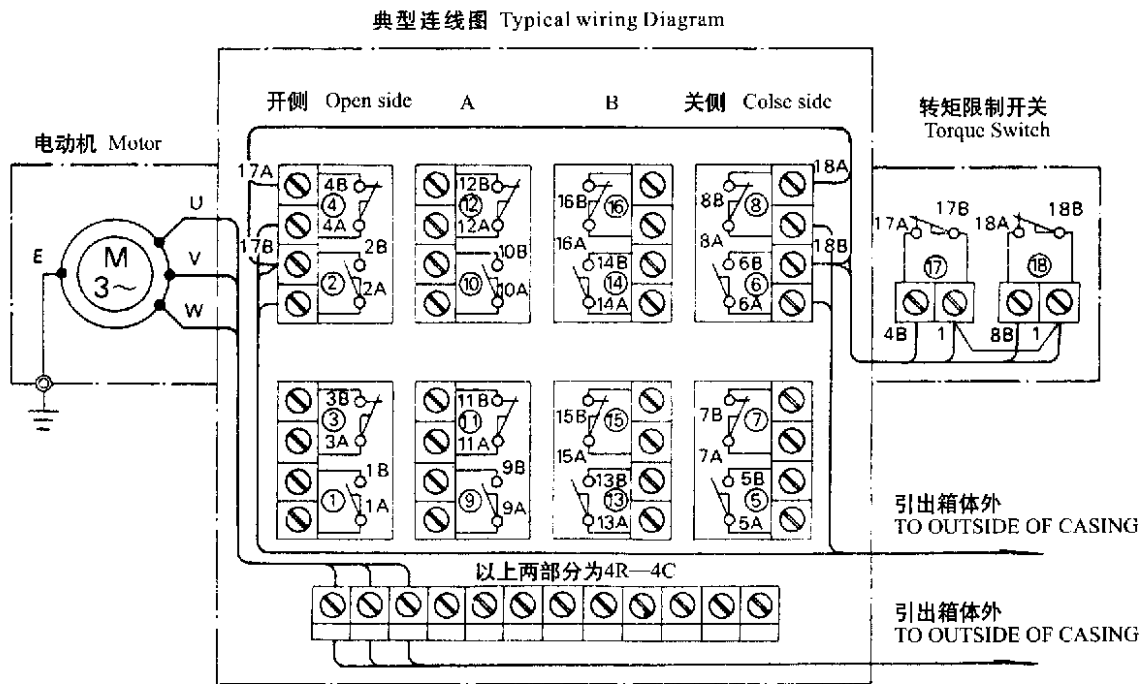 典型连线图 Typical wiring Diagram
开侧 Open side A B 关侧 Colse side
转矩限制开关
Torque Switch
电动机 Motor
17A 4B ④ 4A 12B ⑫ 12A 16B ⑯ 16A 8B ⑧ 8A 18A
17B 2B ② 2A 10B ⑩ 10A 14B ⑭ 14A 6B ⑥ 6A 18B
U
E M V
3~
W
17A 17B 18A 18B
⑰ ⑱
4B 1 8B 1
3B ③ 3A 11B ⑪ 11A 15B ⑮ 15A 7B ⑦ 7A
1B ① 1A 9B ⑨ 9A 13B ⑬ 13A 5B ⑤ 5A
引出箱体外
TO OUTSIDE OF CASING
以上两部分为4R—4C
引出箱体外
TO OUTSIDE OF CASING